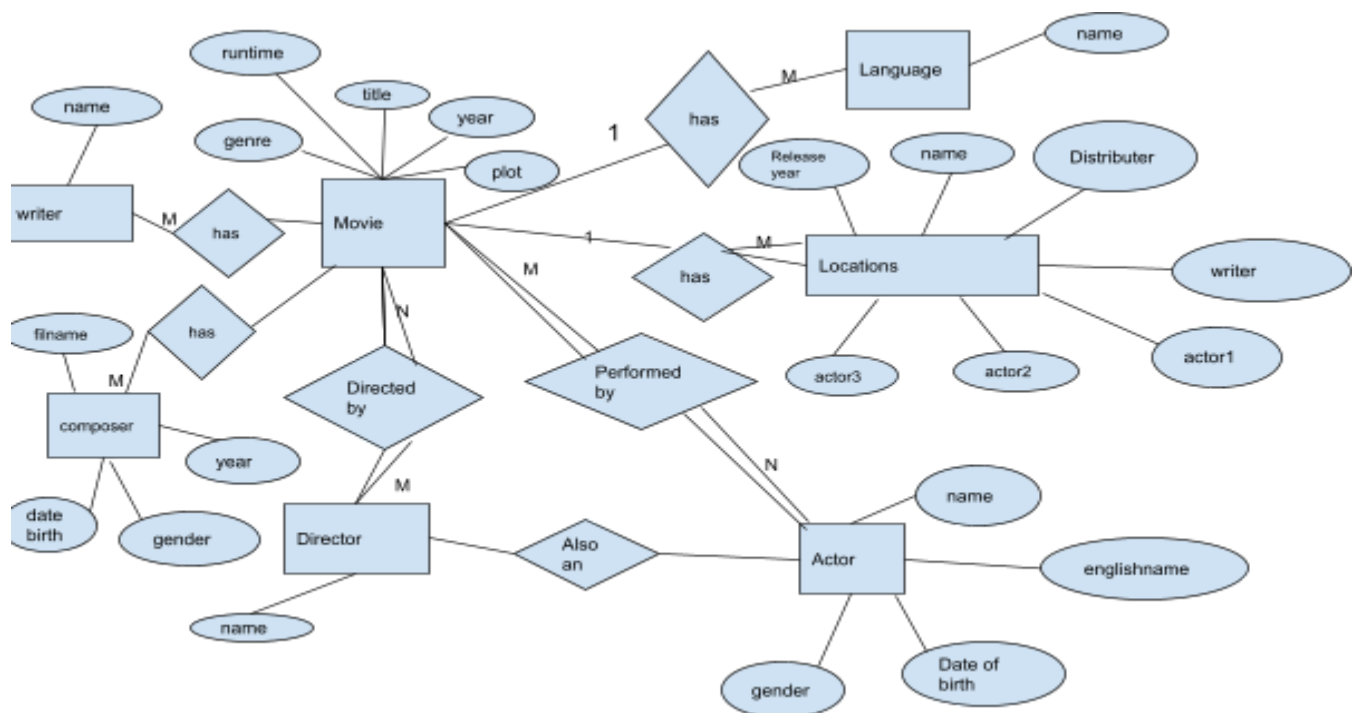 runtime
name
title
year
genre
plot
has
M
Language
name
1
Release
year
name
Distributer
writer
M
has
Movie
1
has
M
Locations
writer
M
N
has
filname
M
composer
year
date
birth
gender
Directed
by
M
Performed
by
N
actor3
actor2
actor1
Director
name
Also
an
Actor
name
englishname
gender
Date of
birth